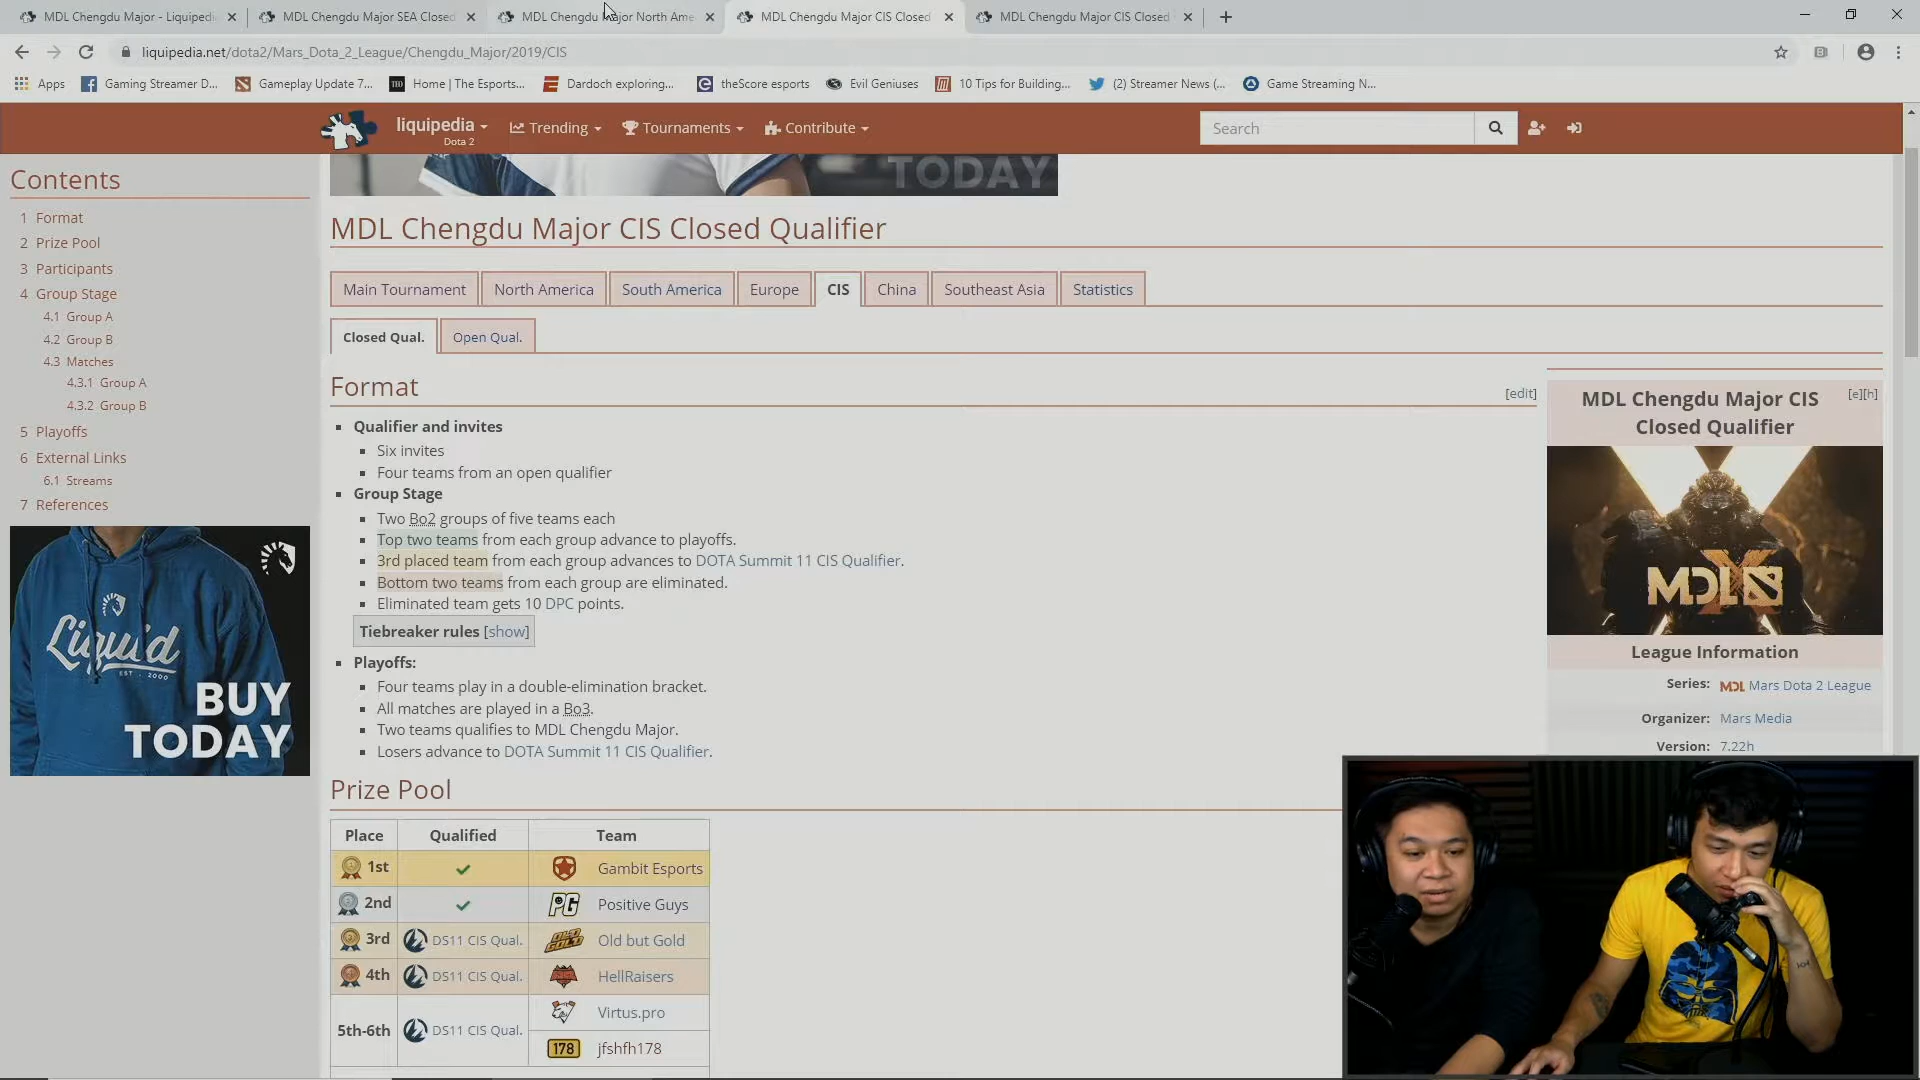 MDL Chengdu Major - Liquipedi
MDL Chengdu Major SEA Closed
MDL Chengdu Major North Ame
MDL Chengdu Major CIS Closed
MDL Chengdu Major CIS Closed
liquipedia.net/dota2/Mars_Dota_2_League/Chengdu_Major/2019/CIS
Apps
Gaming Streamer D...
Gameplay Update 7...
Home | The Esports...
Dardoch exploring...
theScore esports
Evil Geniuses
10 Tips for Building...
(2) Streamer News (...
Game Streaming N...
liquipedia
Dota 2
Trending
Tournaments
Contribute
Search
Contents
1 Format
2 Prize Pool
3 Participants
4 Group Stage
4.1 Group A
4.2 Group B
4.3 Matches
4.3.1 Group A
4.3.2 Group B
5 Playoffs
6 External Links
6.1 Streams
7 References
Liquid
EST. 2000
BUY
TODAY
TODAY
MDL Chengdu Major CIS Closed Qualifier
Main Tournament
North America
South America
Europe
CIS
China
Southeast Asia
Statistics
Closed Qual.
Open Qual.
Format
[edit]
Qualifier and invites
Six invites
Four teams from an open qualifier
Group Stage
Two Bo2 groups of five teams each
Top two teams from each group advance to playoffs.
3rd placed team from each group advances to DOTA Summit 11 CIS Qualifier.
Bottom two teams from each group are eliminated.
Eliminated team gets 10 DPC points.
Tiebreaker rules [show]
Playoffs:
Four teams play in a double-elimination bracket.
All matches are played in a Bo3.
Two teams qualifies to MDL Chengdu Major.
Losers advance to DOTA Summit 11 CIS Qualifier.
Prize Pool
Place Qualified Team
1st Gambit Esports
2nd PG Positive Guys
3rd DS11 CIS Qual. OLD GOLD Old but Gold
4th DS11 CIS Qual. HellRaisers
5th-6th DS11 CIS Qual. Virtus.pro
178 jfshfh178
MDL Chengdu Major CIS
Closed Qualifier
[e][h]
MDL
League Information
Series: MDL Mars Dota 2 League
Organizer: Mars Media
Version: 7.22h